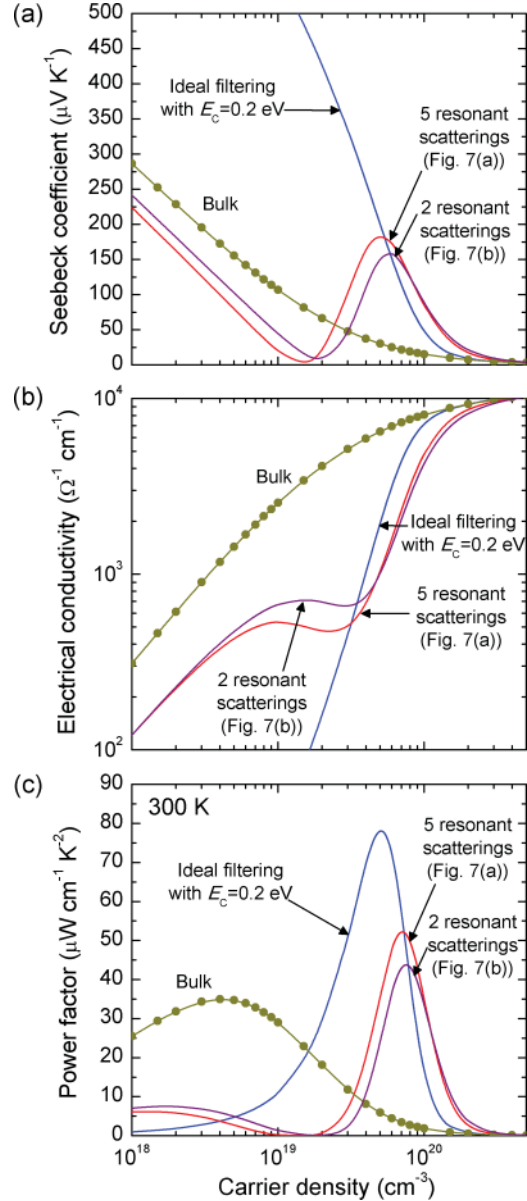 (a)
500
450
400
350
300
250
200
150
100
50
0
Seebeck coefficient (μV K⁻¹)
Ideal filtering
with E_C=0.2 eV
5 resonant
scatterings
(Fig. 7(a))
Bulk
2 resonant
scatterings
(Fig. 7(b))
(b)
10⁴
10³
10²
Electrical conductivity (Ω⁻¹ cm⁻¹)
Bulk
Ideal filtering
with E_C=0.2 eV
5 resonant
scatterings
(Fig. 7(a))
2 resonant
scatterings
(Fig. 7(b))
(c)
90
80
70
60
50
40
30
20
10
0
Power factor (μW cm⁻¹ K⁻²)
300 K
5 resonant
scatterings
(Fig. 7(a))
Ideal filtering
with E_C=0.2 eV
2 resonant
scatterings
(Fig. 7(b))
Bulk
10¹⁸ 10¹⁹ 10²⁰
Carrier density (cm⁻³)